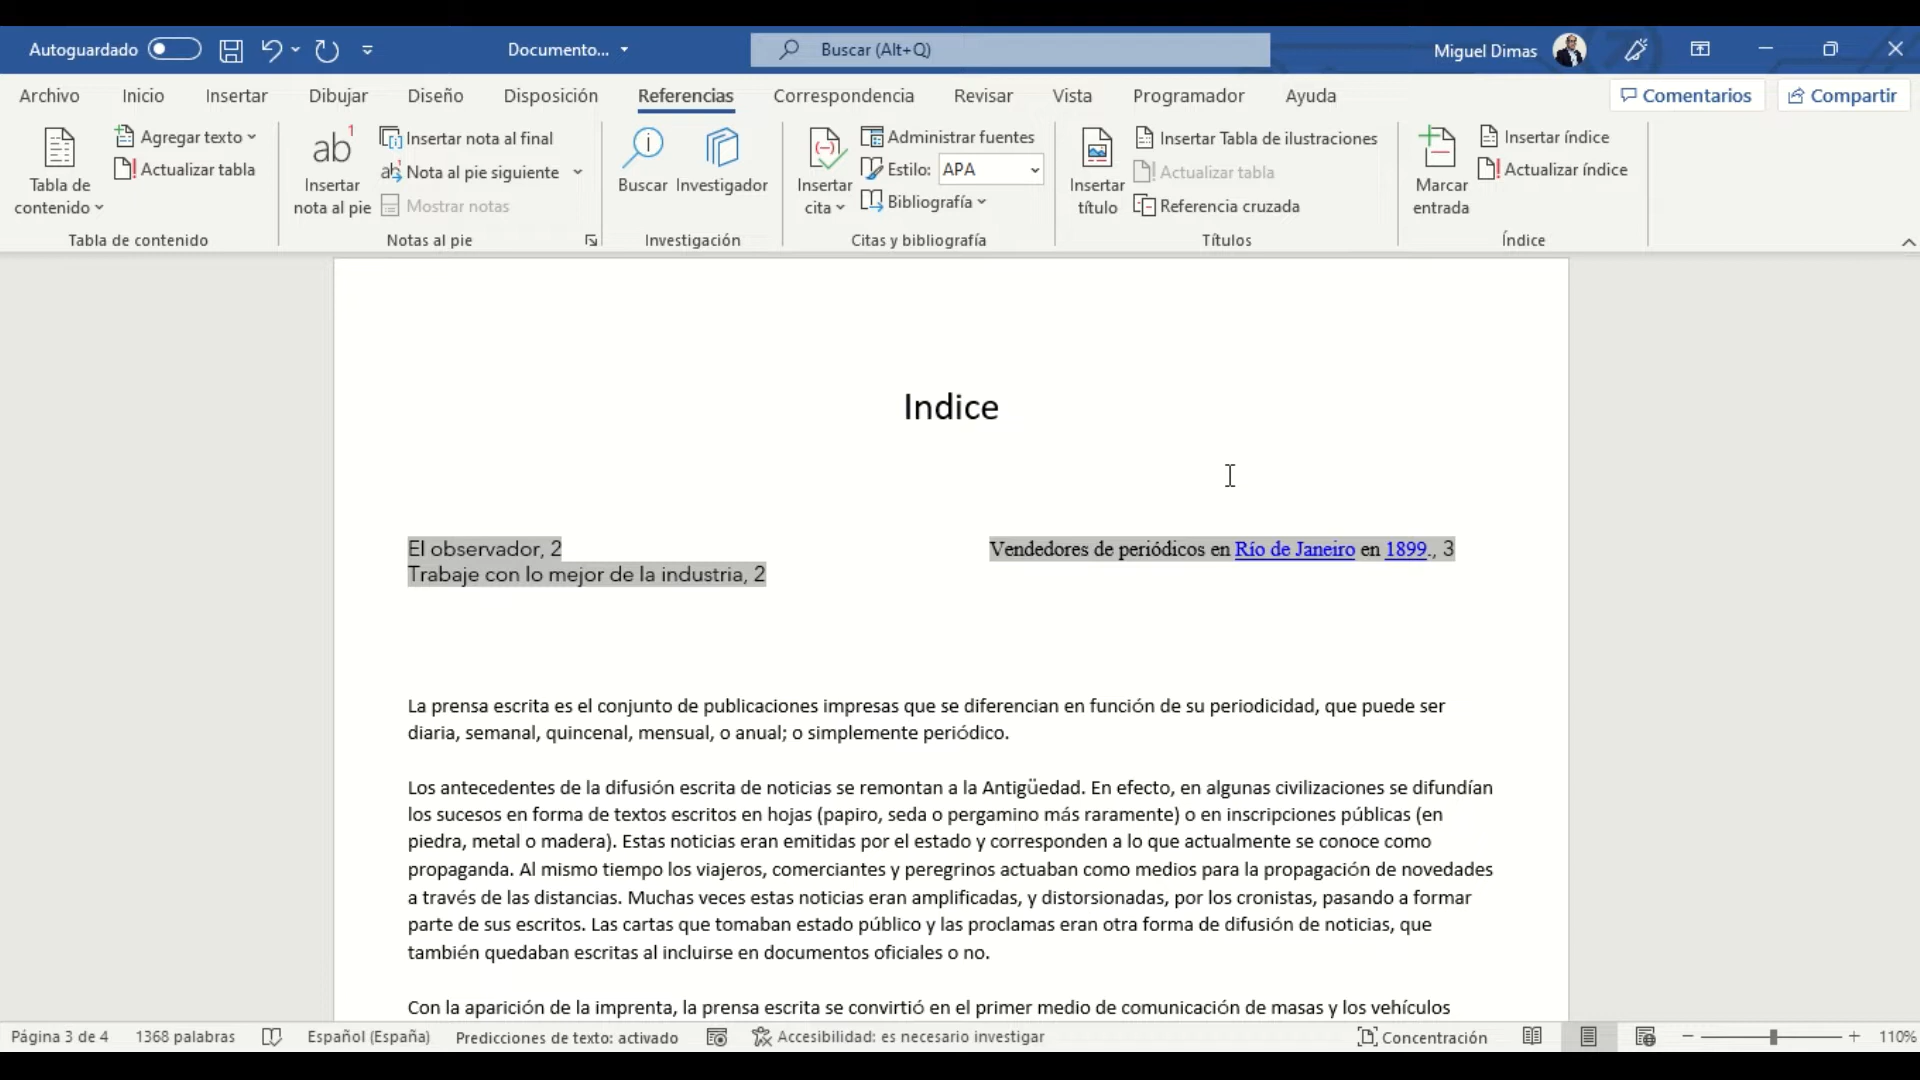 Autoguardado
Documento...
Buscar (Alt+Q)
Miguel Dimas
Archivo Inicio Insertar Dibujar Diseño Disposición Referencias Correspondencia Revisar Vista Programador Ayuda Comentarios Compartir
Tabla de
contenido
Agregar texto
Actualizar tabla
Tabla de contenido
ab1
Insertar
nota al pie
Insertar nota al final
Nota al pie siguiente
Mostrar notas
Notas al pie
Buscar
Investigador
Investigación
Insertar
cita
Administrar fuentes
Estilo: APA
Bibliografía
Citas y bibliografía
Insertar
título
Insertar Tabla de ilustraciones
Actualizar tabla
Referencia cruzada
Títulos
Marcar
entrada
Insertar índice
Actualizar índice
Índice
Indice
El observador, 2
Trabaje con lo mejor de la industria, 2
Vendedores de periódicos en Río de Janeiro en 1899., 3
La prensa escrita es el conjunto de publicaciones impresas que se diferencian en función de su periodicidad, que puede ser
diaria, semanal, quincenal, mensual, o anual; o simplemente periódico.
Los antecedentes de la difusión escrita de noticias se remontan a la Antigüedad. En efecto, en algunas civilizaciones se difundían
los sucesos en forma de textos escritos en hojas (papiro, seda o pergamino más raramente) o en inscripciones públicas (en
piedra, metal o madera). Estas noticias eran emitidas por el estado y corresponden a lo que actualmente se conoce como
propaganda. Al mismo tiempo los viajeros, comerciantes y peregrinos actuaban como medios para la propagación de novedades
a través de las distancias. Muchas veces estas noticias eran amplificadas, y distorsionadas, por los cronistas, pasando a formar
parte de sus escritos. Las cartas que tomaban estado público y las proclamas eran otra forma de difusión de noticias, que
también quedaban escritas al incluirse en documentos oficiales o no.
Con la aparición de la imprenta, la prensa escrita se convirtió en el primer medio de comunicación de masas y los vehículos
Página 3 de 4 1368 palabras Español (España) Predicciones de texto: activado Accesibilidad: es necesario investigar Concentración 110%